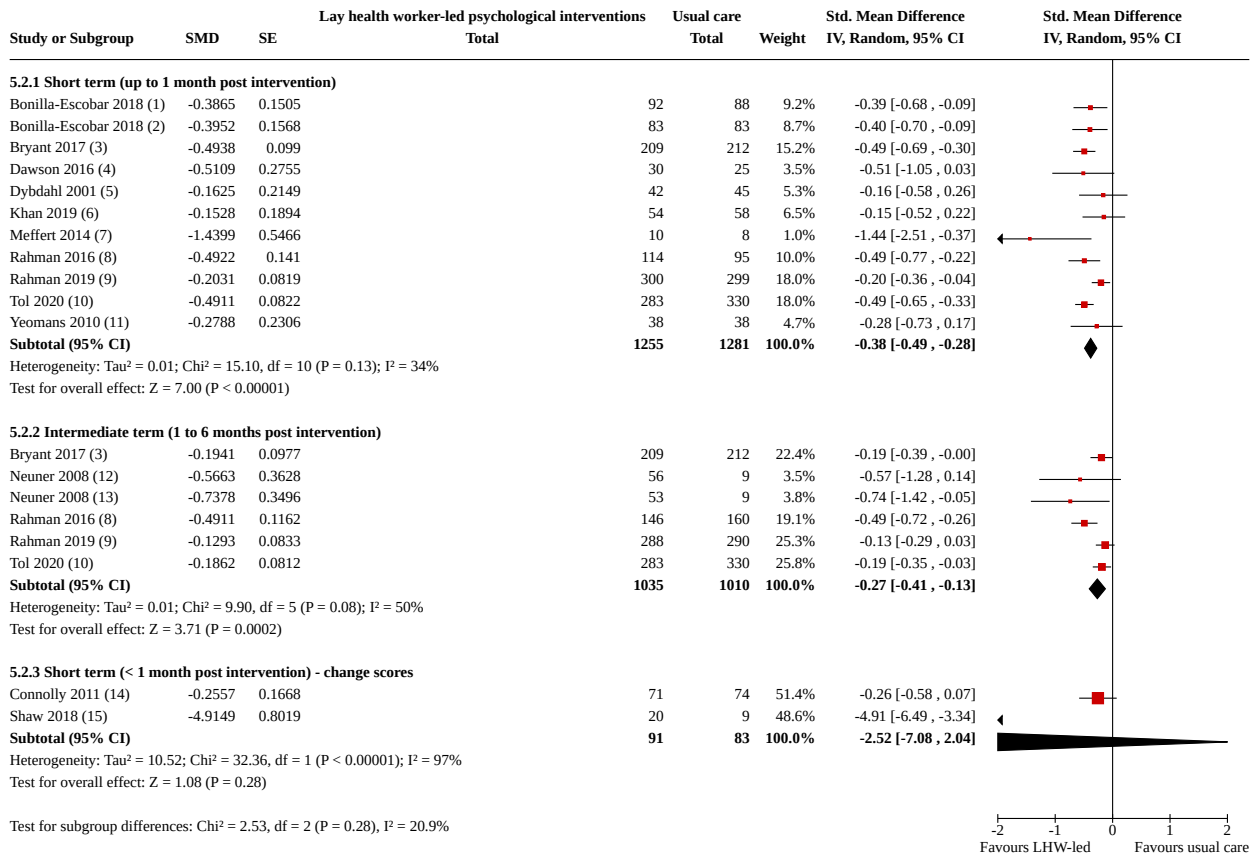 Lay health worker-led psychological interventions Usual care Std. Mean Difference Std. Mean Difference
Study or Subgroup SMD SE Total Total Weight IV, Random, 95% CI IV, Random, 95% CI
5.2.1 Short term (up to 1 month post intervention)
Bonilla-Escobar 2018 (1) -0.3865 0.1505 92 88 9.2% -0.39 [-0.68 , -0.09]
Bonilla-Escobar 2018 (2) -0.3952 0.1568 83 83 8.7% -0.40 [-0.70 , -0.09]
Bryant 2017 (3) -0.4938 0.099 209 212 15.2% -0.49 [-0.69 , -0.30]
Dawson 2016 (4) -0.5109 0.2755 30 25 3.5% -0.51 [-1.05 , 0.03]
Dybdahl 2001 (5) -0.1625 0.2149 42 45 5.3% -0.16 [-0.58 , 0.26]
Khan 2019 (6) -0.1528 0.1894 54 58 6.5% -0.15 [-0.52 , 0.22]
Meffert 2014 (7) -1.4399 0.5466 10 8 1.0% -1.44 [-2.51 , -0.37]
Rahman 2016 (8) -0.4922 0.141 114 95 10.0% -0.49 [-0.77 , -0.22]
Rahman 2019 (9) -0.2031 0.0819 300 299 18.0% -0.20 [-0.36 , -0.04]
Tol 2020 (10) -0.4911 0.0822 283 330 18.0% -0.49 [-0.65 , -0.33]
Yeomans 2010 (11) -0.2788 0.2306 38 38 4.7% -0.28 [-0.73 , 0.17]
Subtotal (95% CI) 1255 1281 100.0% -0.38 [-0.49 , -0.28]
Heterogeneity: Tau² = 0.01; Chi² = 15.10, df = 10 (P = 0.13); I² = 34%
Test for overall effect: Z = 7.00 (P < 0.00001)
5.2.2 Intermediate term (1 to 6 months post intervention)
Bryant 2017 (3) -0.1941 0.0977 209 212 22.4% -0.19 [-0.39 , -0.00]
Neuner 2008 (12) -0.5663 0.3628 56 9 3.5% -0.57 [-1.28 , 0.14]
Neuner 2008 (13) -0.7378 0.3496 53 9 3.8% -0.74 [-1.42 , -0.05]
Rahman 2016 (8) -0.4911 0.1162 146 160 19.1% -0.49 [-0.72 , -0.26]
Rahman 2019 (9) -0.1293 0.0833 288 290 25.3% -0.13 [-0.29 , 0.03]
Tol 2020 (10) -0.1862 0.0812 283 330 25.8% -0.19 [-0.35 , -0.03]
Subtotal (95% CI) 1035 1010 100.0% -0.27 [-0.41 , -0.13]
Heterogeneity: Tau² = 0.01; Chi² = 9.90, df = 5 (P = 0.08); I² = 50%
Test for overall effect: Z = 3.71 (P = 0.0002)
5.2.3 Short term (< 1 month post intervention) - change scores
Connolly 2011 (14) -0.2557 0.1668 71 74 51.4% -0.26 [-0.58 , 0.07]
Shaw 2018 (15) -4.9149 0.8019 20 9 48.6% -4.91 [-6.49 , -3.34]
Subtotal (95% CI) 91 83 100.0% -2.52 [-7.08 , 2.04]
Heterogeneity: Tau² = 10.52; Chi² = 32.36, df = 1 (P < 0.00001); I² = 97%
Test for overall effect: Z = 1.08 (P = 0.28)
Test for subgroup differences: Chi² = 2.53, df = 2 (P = 0.28), I² = 20.9%
-2 -1 0 1 2
Favours LHW-led Favours usual care